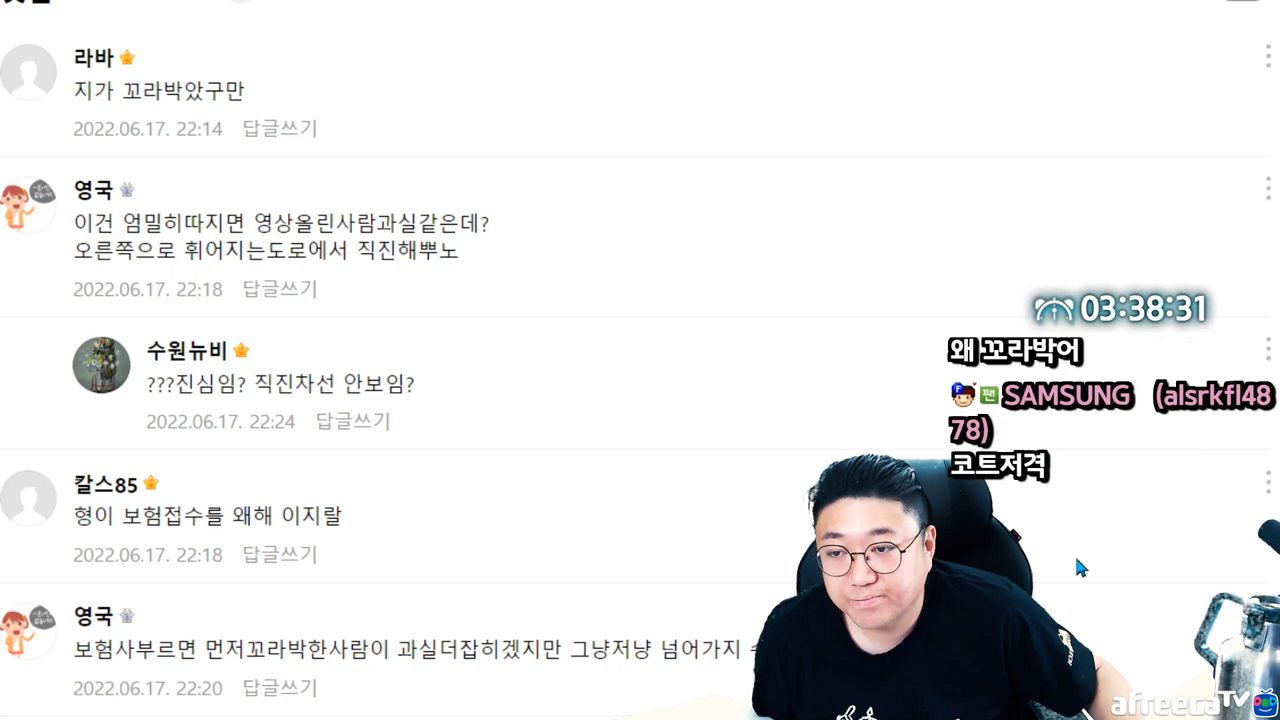 라바
지가 꼬라박았구만
2022.06.17. 22:14 답글쓰기
영국
이건 엄밀히따지면 영상올린사람과실같은데?
오른쪽으로 휘어지는도로에서 직진해뿌노
2022.06.17. 22:18 답글쓰기
수원뉴비
???진심임? 직진차선 안보임?
2022.06.17. 22:24 답글쓰기
칼스85
형이 보험접수를 왜해 이지랄
2022.06.17. 22:18 답글쓰기
영국
보험사부르면 먼저꼬라박한사람이 과실더잡히겠지만 그냥저냥 넘어가지
2022.06.17. 22:20 답글쓰기
03:38:31
왜 꼬라박어
F 팬 SAMSUNG (alsrkfl48
78)
코트저격
afreecaTV